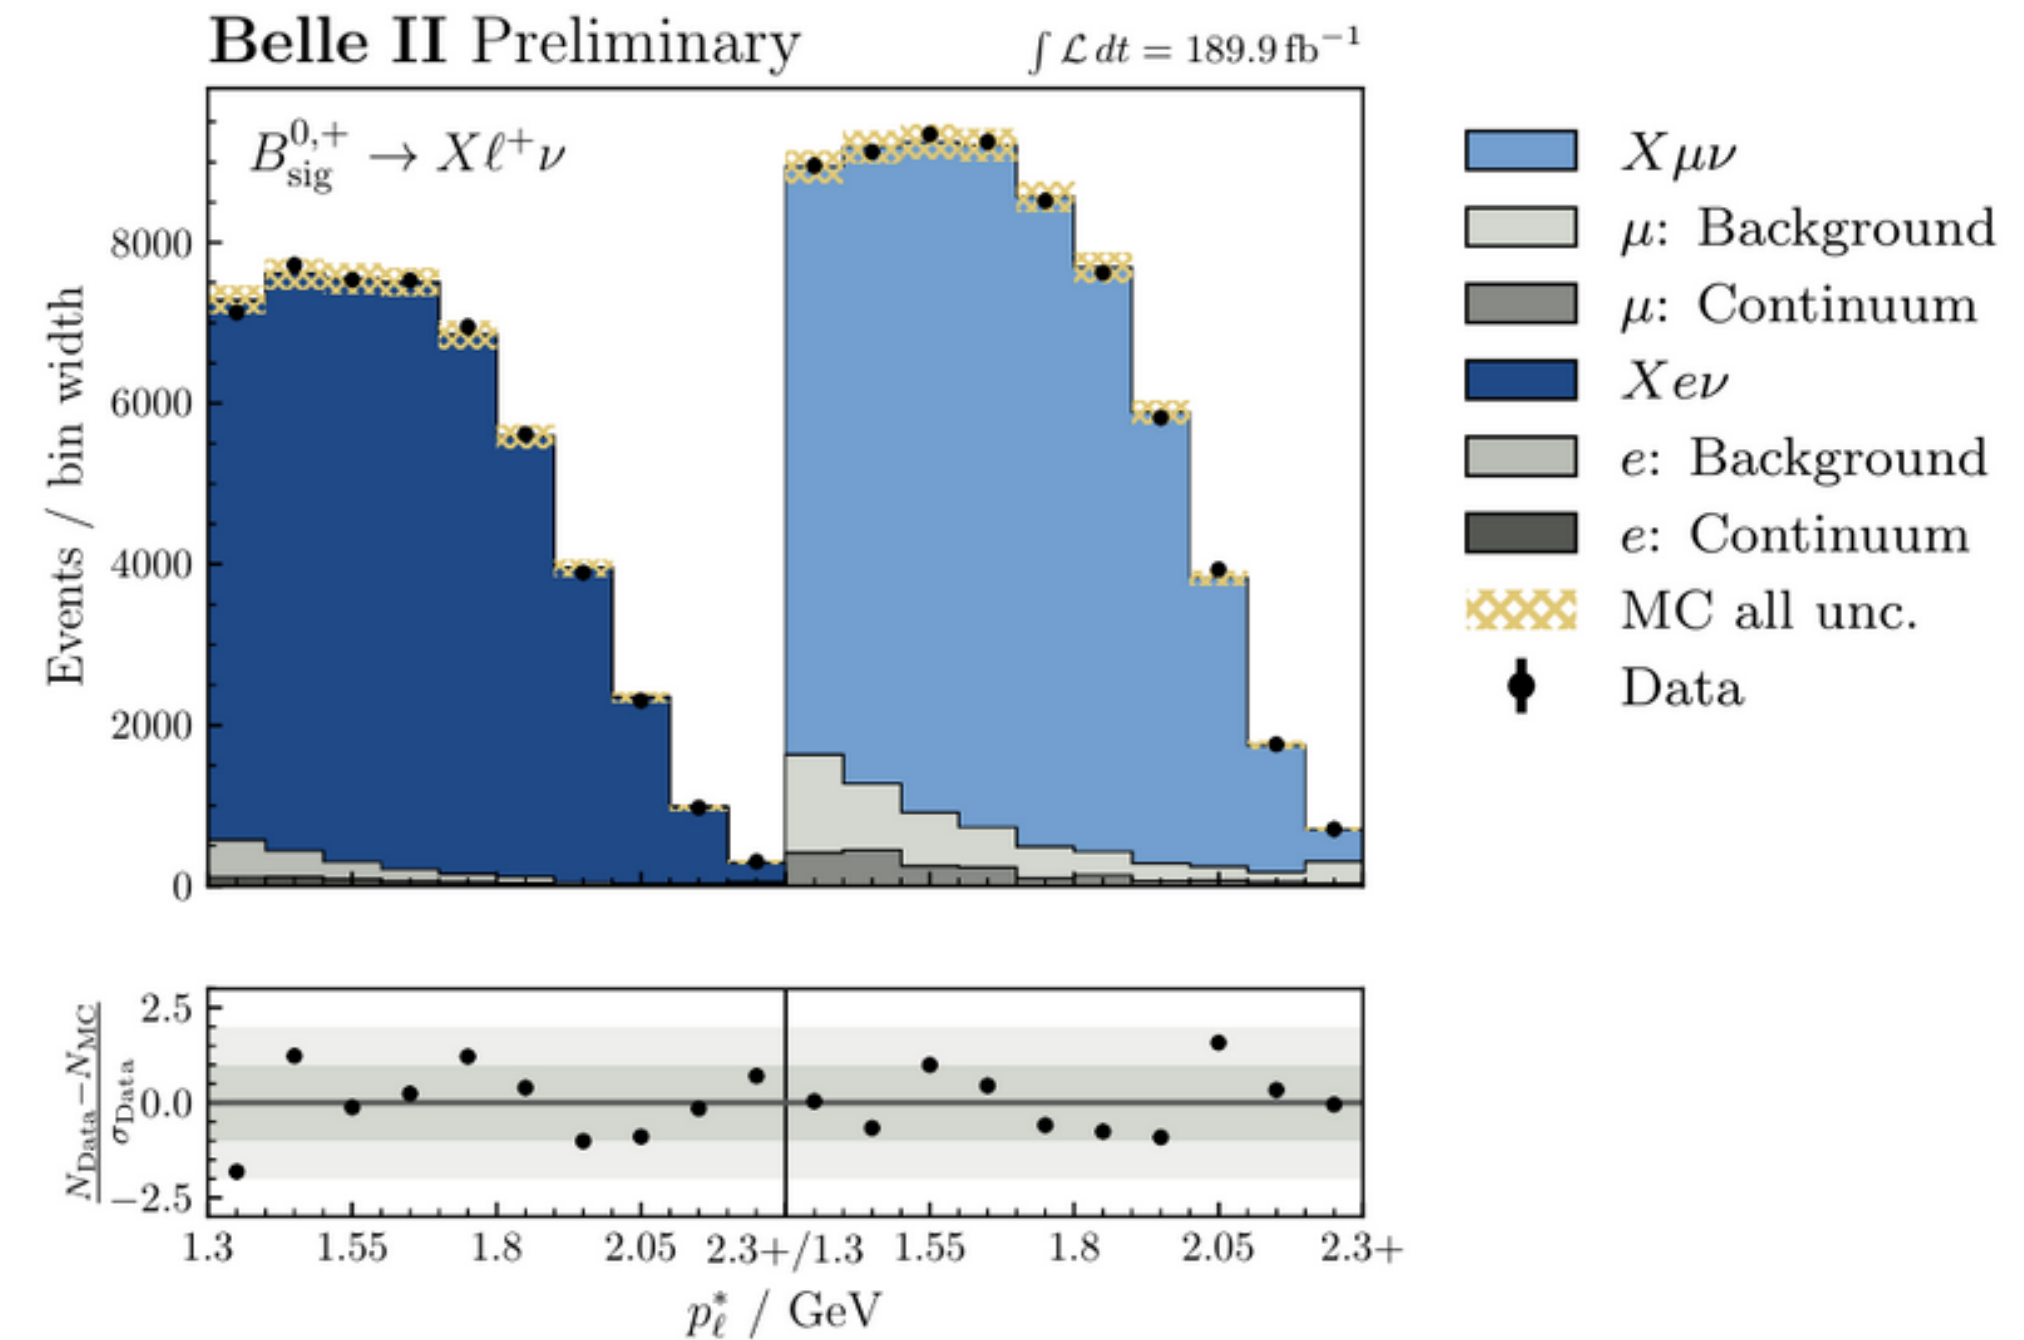 Belle II Preliminary
∫ ℒ dt = 189.9 fb⁻¹
B⁰,⁺sig → Xℓ⁺ν
Events / bin width
8000
6000
4000
2000
0
Xμν
μ: Background
μ: Continuum
Xeν
e: Background
e: Continuum
MC all unc.
Data
N_Data−N_MC
σ_Data
2.5
0.0
−2.5
1.3 1.55 1.8 2.05 2.3+/1.3 1.55 1.8 2.05 2.3+
p*ℓ / GeV